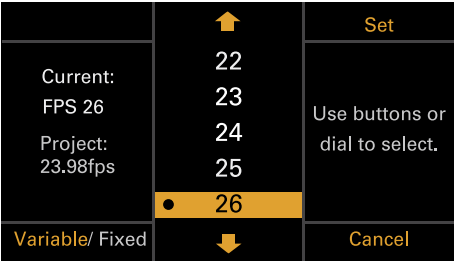 Set
Current:
FPS 26
Project:
23.98fps
22
23
24
25
26
Use buttons or
dial to select.
Variable/ Fixed
Cancel